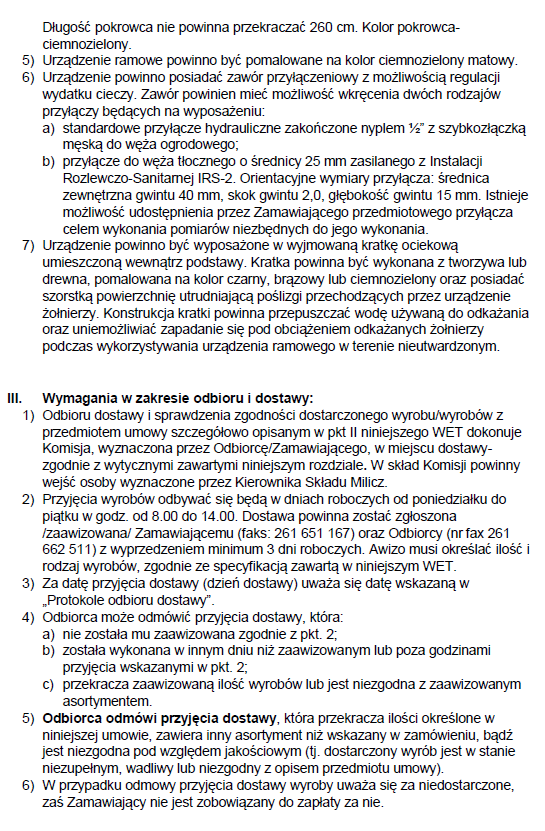 Długość pokrowca nie powinna przekraczać 260 cm. Kolor pokrowca-
ciemnozielony.
5) Urządzenie ramowe powinno być pomalowane na kolor ciemnozielony matowy.
6) Urządzenie powinno posiadać zawór przyłączeniowy z możliwością regulacji
wydatku cieczy. Zawór powinien mieć możliwość wkręcenia dwóch rodzajów
przyłączy będących na wyposażeniu:
a) standardowe przyłącze hydrauliczne zakończone nyplem ½” z szybkozłączką
męską do węża ogrodowego;
b) przyłącze do węża tłocznego o średnicy 25 mm zasilanego z Instalacji
Rozlewczo-Sanitarnej IRS-2. Orientacyjne wymiary przyłącza: średnica
zewnętrzna gwintu 40 mm, skok gwintu 2,0, głębokość gwintu 15 mm. Istnieje
możliwość udostępnienia przez Zamawiającego przedmiotowego przyłącza
celem wykonania pomiarów niezbędnych do jego wykonania.
7) Urządzenie powinno być wyposażone w wyjmowaną kratkę ociekową
umieszczoną wewnątrz podstawy. Kratka powinna być wykonana z tworzywa lub
drewna, pomalowana na kolor czarny, brązowy lub ciemnozielony oraz posiadać
szorstką powierzchnię utrudniającą poślizgi przechodzących przez urządzenie
żołnierzy. Konstrukcja kratki powinna przepuszczać wodę używaną do odkażania
oraz uniemożliwiać zapadanie się pod obciążeniem odkażanych żołnierzy
podczas wykorzystywania urządzenia ramowego w terenie nieutwardzonym.
III. Wymagania w zakresie odbioru i dostawy:
1) Odbioru dostawy i sprawdzenia zgodności dostarczonego wyrobu/wyrobów z
przedmiotem umowy szczegółowo opisanym w pkt II niniejszego WET dokonuje
Komisja, wyznaczona przez Odbiorcę/Zamawiającego, w miejscu dostawy-
zgodnie z wytycznymi zawartymi niniejszym rozdziale. W skład Komisji powinny
wejść osoby wyznaczone przez Kierownika Składu Milicz.
2) Przyjęcia wyrobów odbywać się będą w dniach roboczych od poniedziałku do
piątku w godz. od 8.00 do 14.00. Dostawa powinna zostać zgłoszona
/zaawizowana/ Zamawiającemu (faks: 261 651 167) oraz Odbiorcy (nr fax 261
662 511) z wyprzedzeniem minimum 3 dni roboczych. Awizo musi określać ilość i
rodzaj wyrobów, zgodnie ze specyfikacją zawartą w niniejszym WET.
3) Za datę przyjęcia dostawy (dzień dostawy) uważa się datę wskazaną w
„Protokole odbioru dostawy”.
4) Odbiorca może odmówić przyjęcia dostawy, która:
a) nie została mu zaawizowana zgodnie z pkt. 2;
b) została wykonana w innym dniu niż zaawizowanym lub poza godzinami
przyjęcia wskazanymi w pkt. 2;
c) przekracza zaawizowaną ilość wyrobów lub jest niezgodna z zaawizowanym
asortymentem.
5) Odbiorca odmówi przyjęcia dostawy, która przekracza ilości określone w
niniejszej umowie, zawiera inny asortyment niż wskazany w zamówieniu, bądź
jest niezgodna pod względem jakościowym (tj. dostarczony wyrób jest w stanie
niezupełnym, wadliwy lub niezgodny z opisem przedmiotu umowy).
6) W przypadku odmowy przyjęcia dostawy wyroby uważa się za niedostarczone,
zaś Zamawiający nie jest zobowiązany do zapłaty za nie.